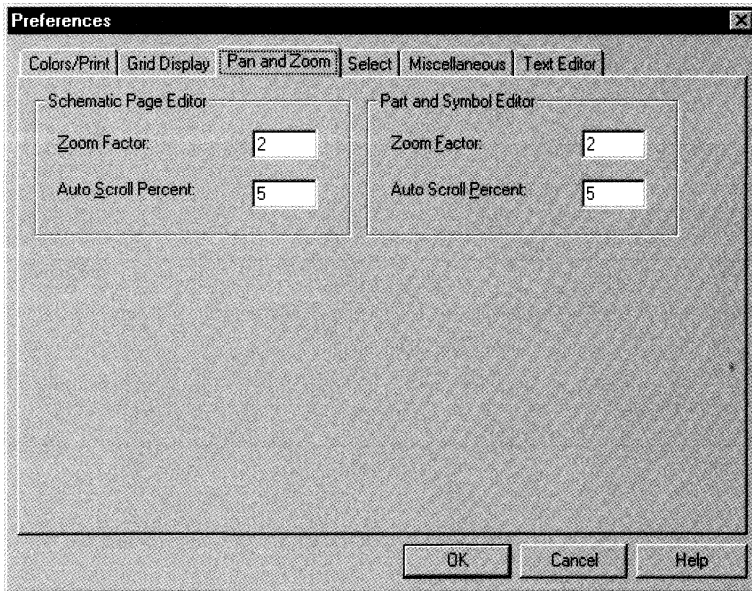 Preferences
Colors/Print Grid Display Pan and Zoom Select Miscellaneous Text Editor
Schematic Page Editor
Zoom Factor: 2
Auto Scroll Percent: 5
Part and Symbol Editor
Zoom Factor: 2
Auto Scroll Percent: 5
OK Cancel Help